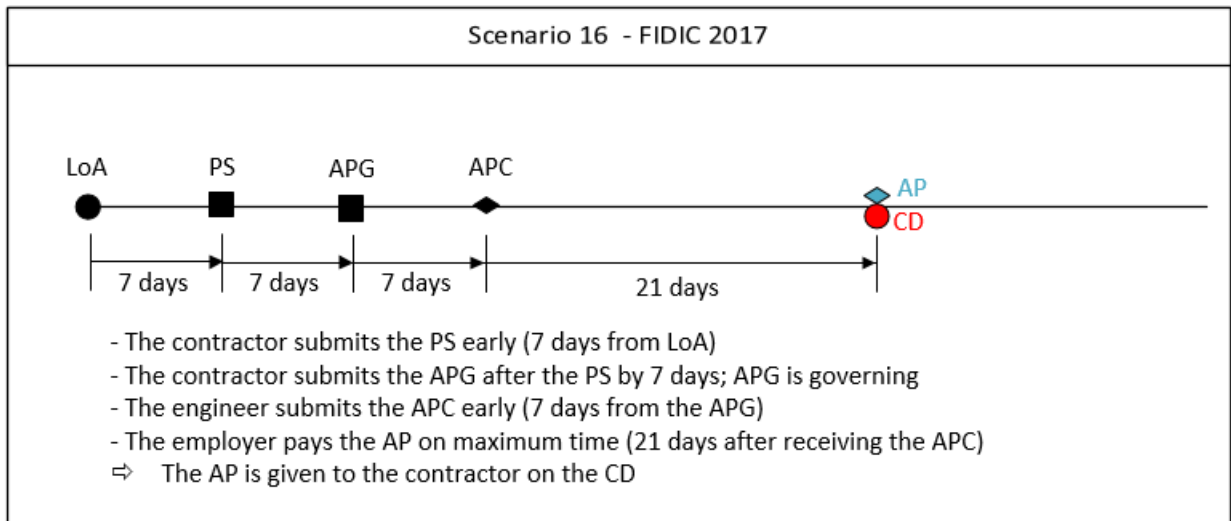 Scenario 16 - FIDIC 2017
LoA PS APG APC AP
CD
7 days 7 days 7 days 21 days
- The contractor submits the PS early (7 days from LoA)
- The contractor submits the APG after the PS by 7 days; APG is governing
- The engineer submits the APC early (7 days from the APG)
- The employer pays the AP on maximum time (21 days after receiving the APC)
⇨ The AP is given to the contractor on the CD